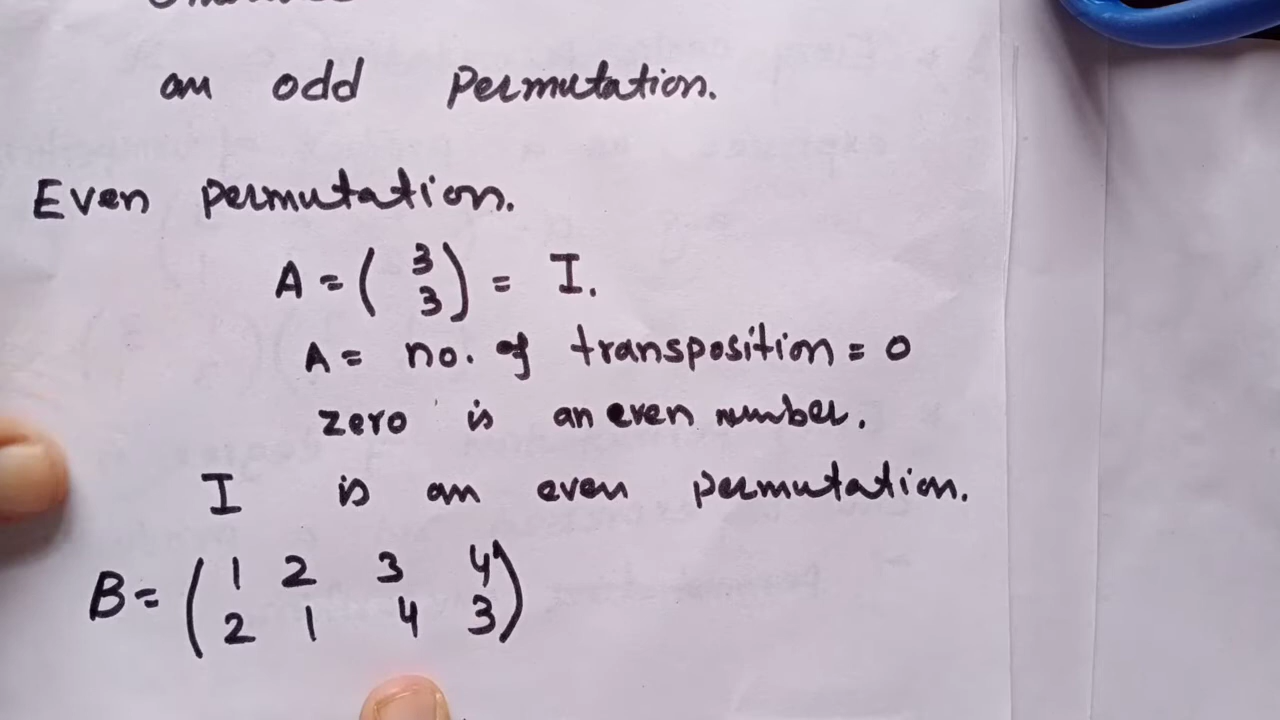 an odd permutation.
Even permutation.
A = ( 3
3 ) = I.
A = no. of transposition = 0
zero is an even number.
I is an even permutation.
B = ( 1 2 3 4
2 1 4 3 )